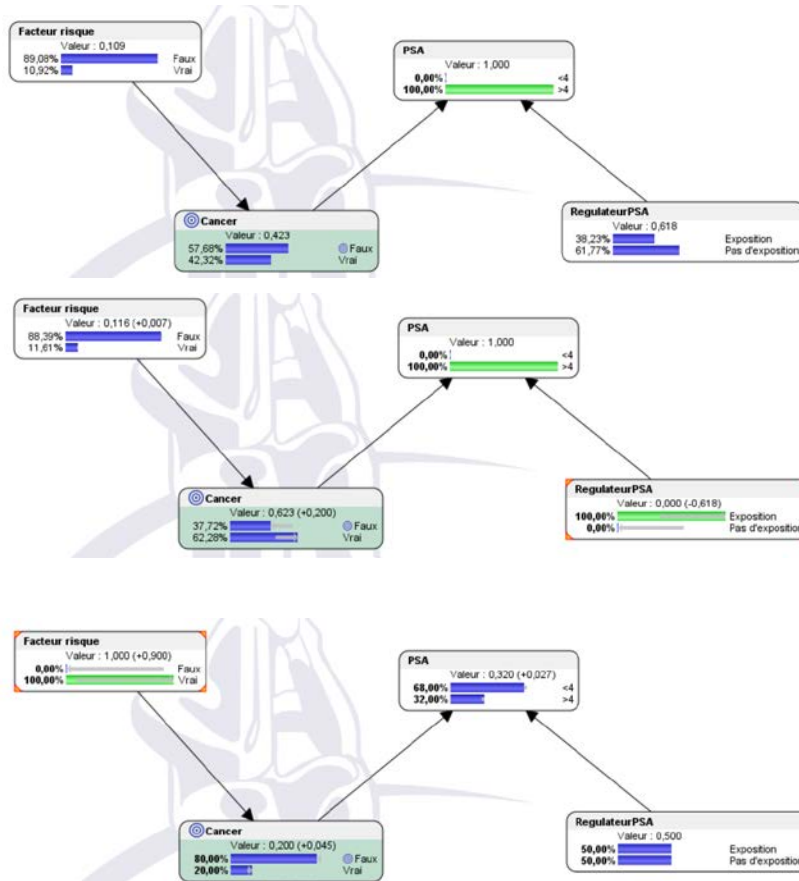 Facteur risque
Valeur : 0,109
89,08% Faux
10,92% Vrai
PSA
Valeur : 1,000
0,00% <4
100,00% >4
Cancer
Valeur : 0,423
57,68% Faux
42,32% Vrai
RegulateurPSA
Valeur : 0,618
38,23% Exposition
61,77% Pas d'exposition
Facteur risque
Valeur : 0,116 (+0,007)
88,39% Faux
11,61% Vrai
PSA
Valeur : 1,000
0,00% <4
100,00% >4
Cancer
Valeur : 0,623 (+0,200)
37,72% Faux
62,28% Vrai
RegulateurPSA
Valeur : 0,000 (-0,618)
100,00% Exposition
0,00% Pas d'exposition
Facteur risque
Valeur : 1,000 (+0,900)
0,00% Faux
100,00% Vrai
PSA
Valeur : 0,320 (+0,027)
68,00% <4
32,00% >4
Cancer
Valeur : 0,200 (+0,045)
80,00% Faux
20,00% Vrai
RegulateurPSA
Valeur : 0,500
50,00% Exposition
50,00% Pas d'exposition